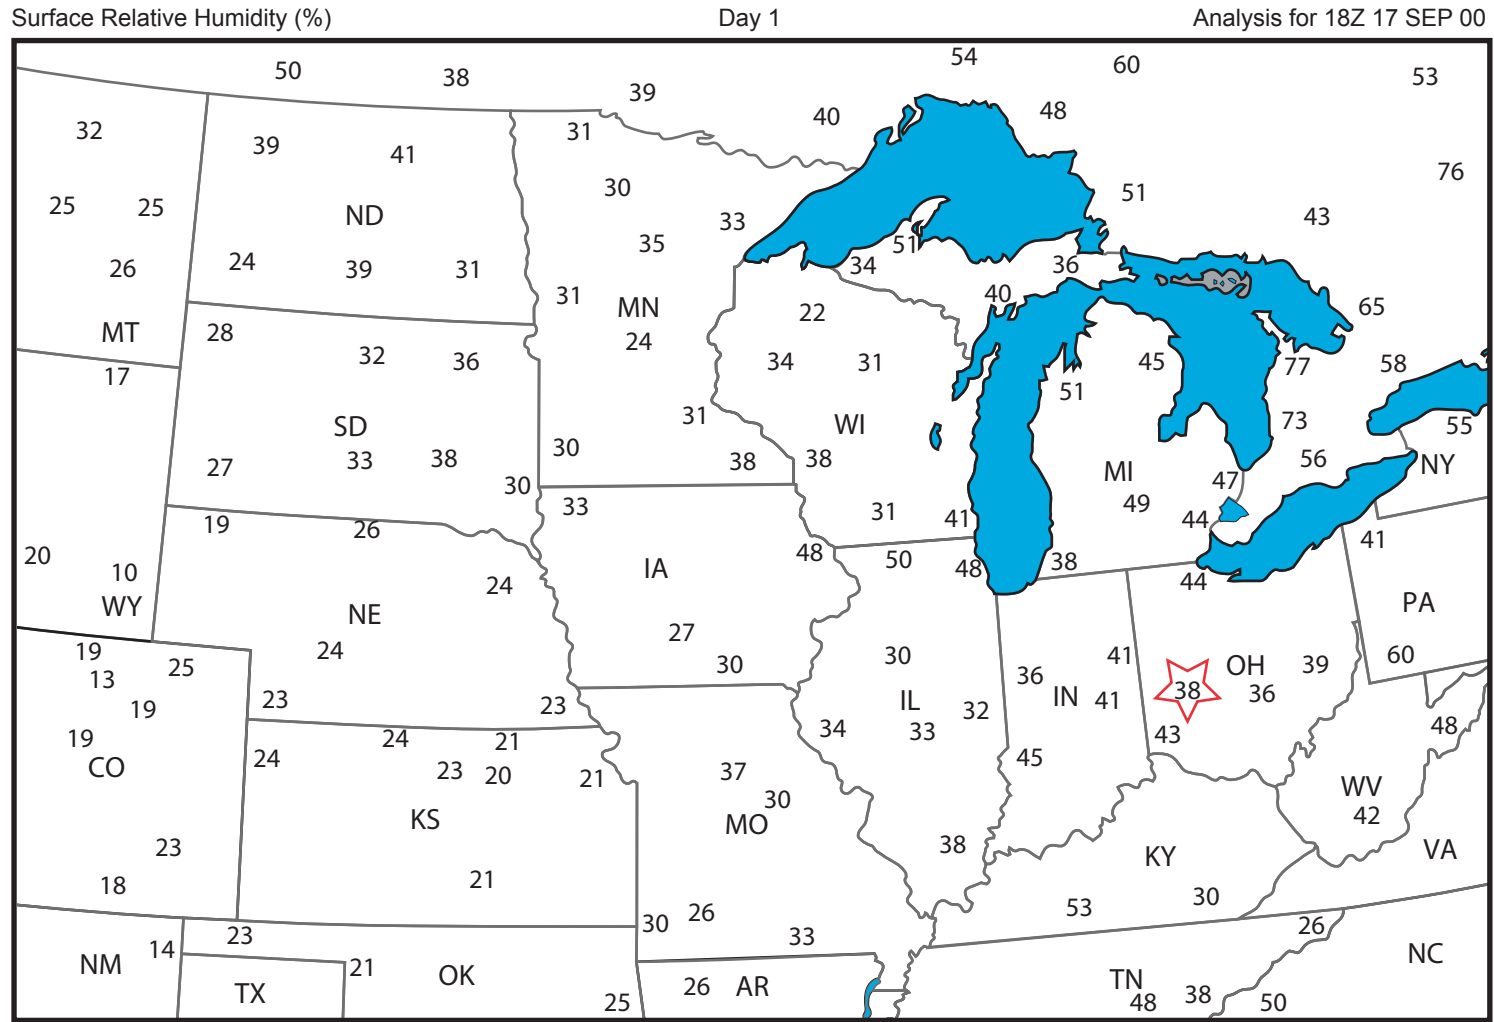 Surface Relative Humidity (%) Day 1 Analysis for 18Z 17 SEP 00
54 60
50 38 53
39
40 48
32 31
39 41
76
30 51
25 25 ND 33 43
35 51
24 39 31 34 36
26
31 40
MN 22 65
MT 28 24
32 36 34 31 45 77 58
17
51
31 73 55
SD WI
30 56
27 33 38 38 38 MI NY
30 47
33 49
19 26 31 41 44
41
20 48 50 48 38
10 IA 44
24
WY NE PA
27
19 24 30 30 41 OH 39 60
25 36
13 IN 38 36
23 23 IL 32 41
19 34 33 48
19 24 21 43
CO 24 45
23 20 21 37 WV
30
KS MO 42
23 38 KY VA
18 21
30 26 53 30
23 33 26
14 NC
NM 21 OK
TX 26 AR TN
25 48 38 50